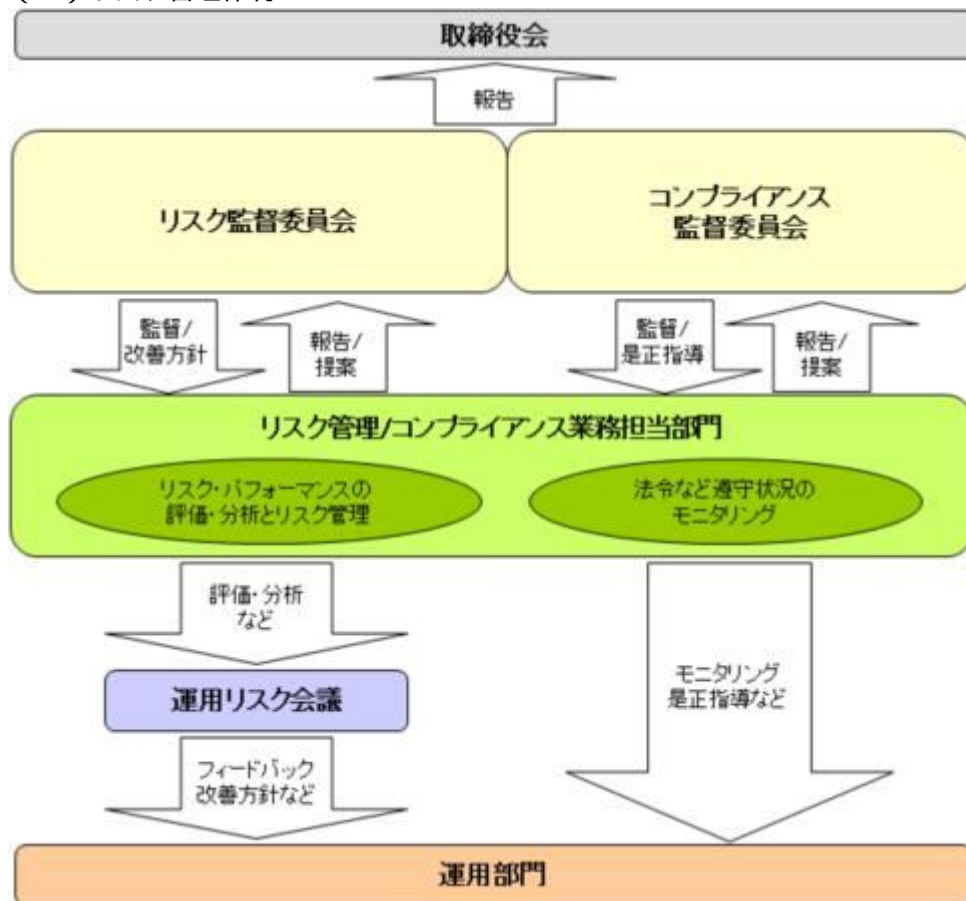 取締役会
報告
リスク監督委員会
コンプライアンス
監督委員会
監督/
改善方針
報告/
提案
監督/
是正指導
報告/
提案
リスク管理/コンプライアンス業務担当部門
リスク・パフォーマンスの
評価・分析とリスク管理
法令など遵守状況の
モニタリング
評価・分析
など
運用リスク会議
モニタリング
是正指導など
フィードバック
改善方針など
運用部門